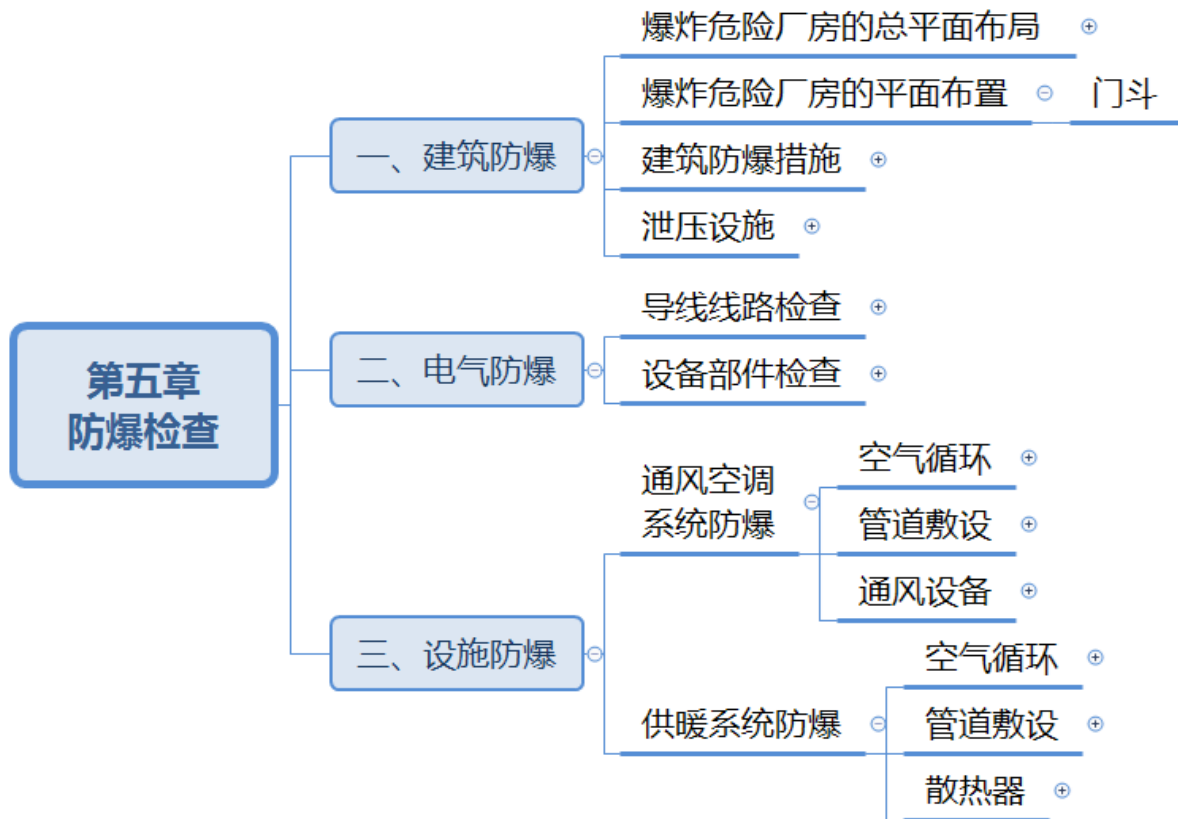 第五章
防爆检查
一、建筑防爆
爆炸危险厂房的总平面布局
爆炸危险厂房的平面布置
门斗
建筑防爆措施
泄压设施
二、电气防爆
导线线路检查
设备部件检查
三、设施防爆
通风空调
系统防爆
空气循环
管道敷设
通风设备
供暖系统防爆
空气循环
管道敷设
散热器